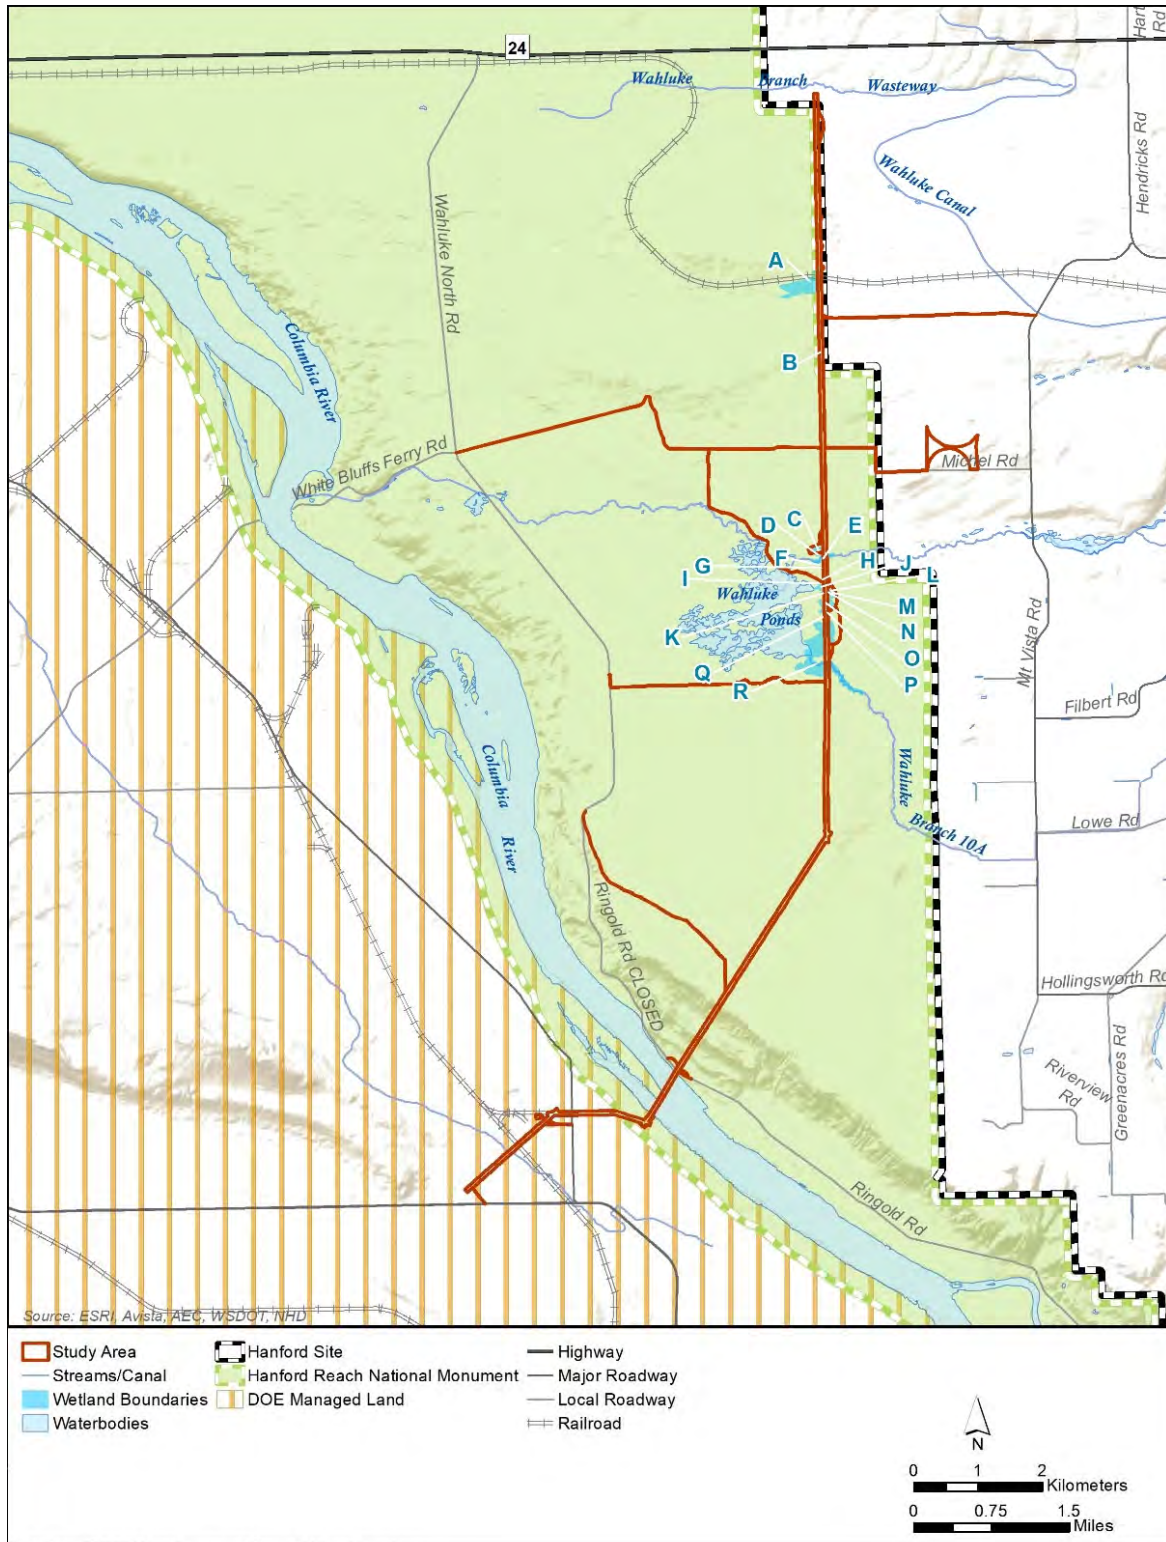 Hart
Rd
24
Wahluke
Branch
Wasteway
Hendricks Rd
Wahluke Canal
Wahluke North Rd
A
Columbia River
B
White Bluffs Ferry Rd
Michel Rd
D
C
E
F
H
G
J
I
L
Wahluke
Ponds
M
K
N
Mt Vista Rd
O
Q
P
R
Filbert Rd
Columbia
River
Wahluke
Branch 10A
Lowe Rd
Ringold Rd CLOSED
Hollingsworth Rd
Riverview
Rd
Greenacres Rd
Ringold Rd
Source: ESRI, Avista, AEC, WSDOT, NHD
Study Area
Streams/Canal
Wetland Boundaries
Waterbodies
Hanford Site
Hanford Reach National Monument
DOE Managed Land
Highway
Major Roadway
Local Roadway
Railroad
N
0 1 2
Kilometers
0 0.75 1.5
Miles